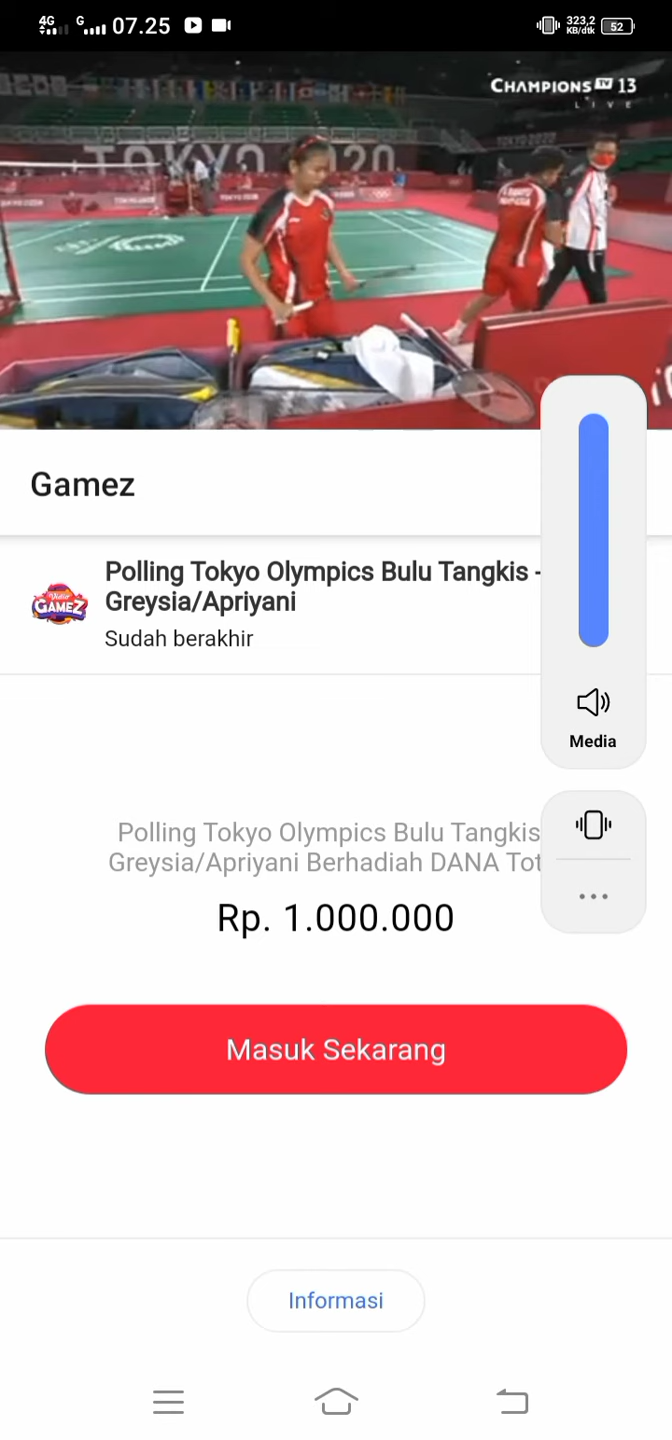 4G G 07.25 323,2 KB/dtk 52
CHAMPIONS TV 13
LIVE
TOKYO 2020
Gamez
Polling Tokyo Olympics Bulu Tangkis -
Greysia/Apriyani
Sudah berakhir
GAMEZ
Media
Polling Tokyo Olympics Bulu Tangkis
Greysia/Apriyani Berhadiah DANA Tot
Rp. 1.000.000
Masuk Sekarang
Informasi